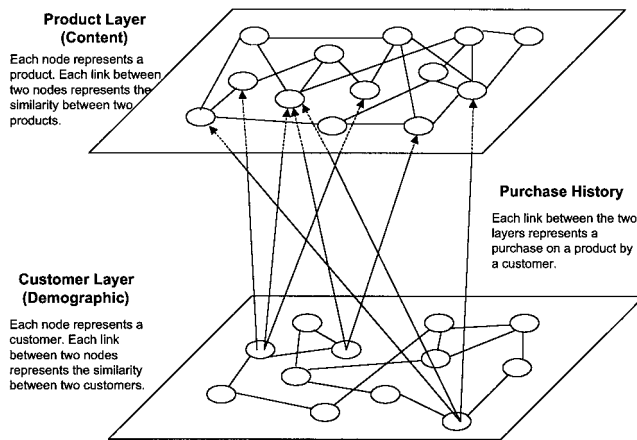 Product Layer
(Content)
Each node represents a
product. Each link between
two nodes represents the
similarity between two
products.
Purchase History
Each link between the two
layers represents a
purchase on a product by
a customer.
Customer Layer
(Demographic)
Each node represents a
customer. Each link
between two nodes
represents the similarity
between two customers.